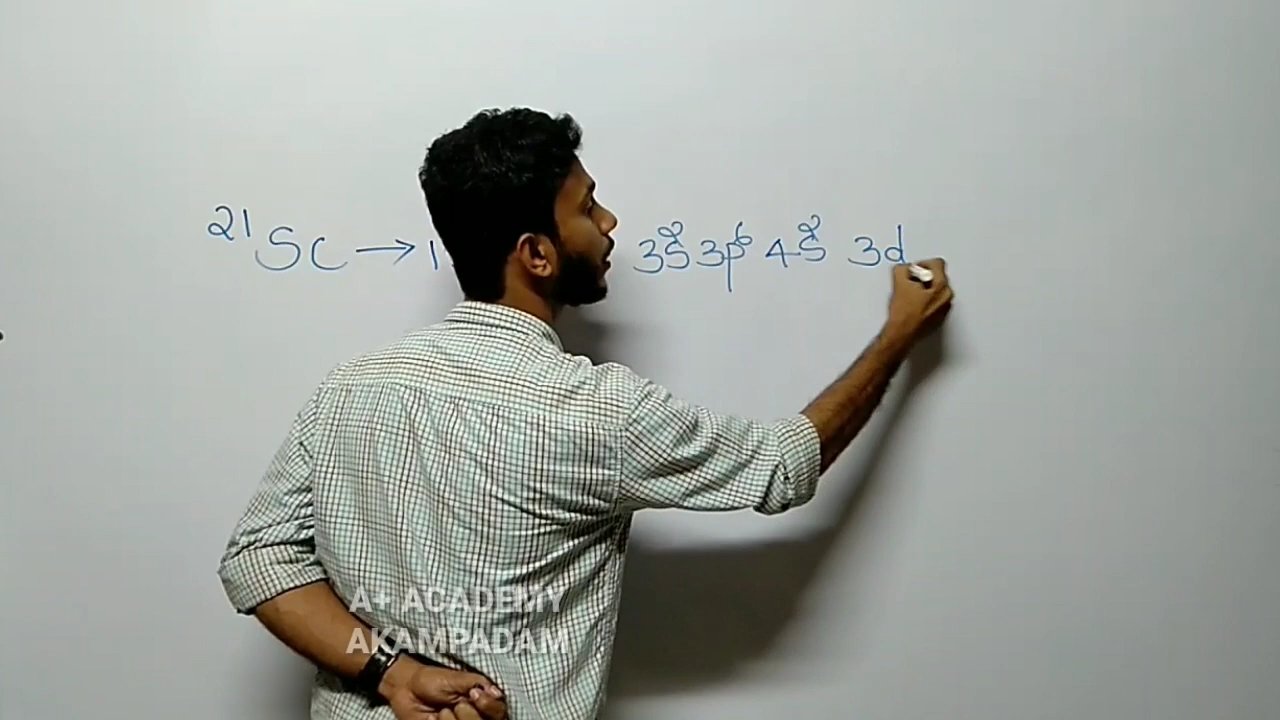 ²¹Sc → 1 3s² 3p⁶ 4s² 3d
A+ ACADEMY
AKAMPADAM